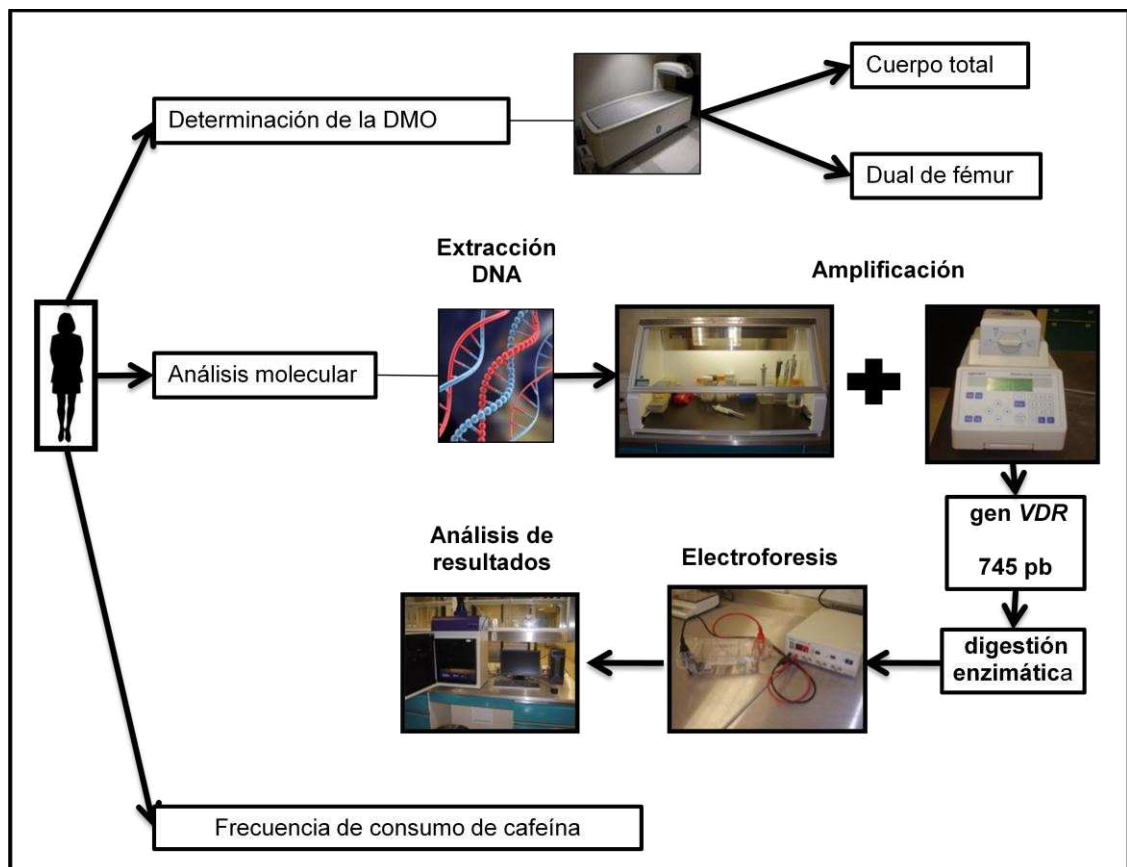 Cuerpo total
Determinación de la DMO
Dual de fémur
Extracción
DNA
Amplificación
Análisis molecular
gen VDR
745 pb
Análisis de
resultados
Electroforesis
digestión
enzimática
Frecuencia de consumo de cafeína